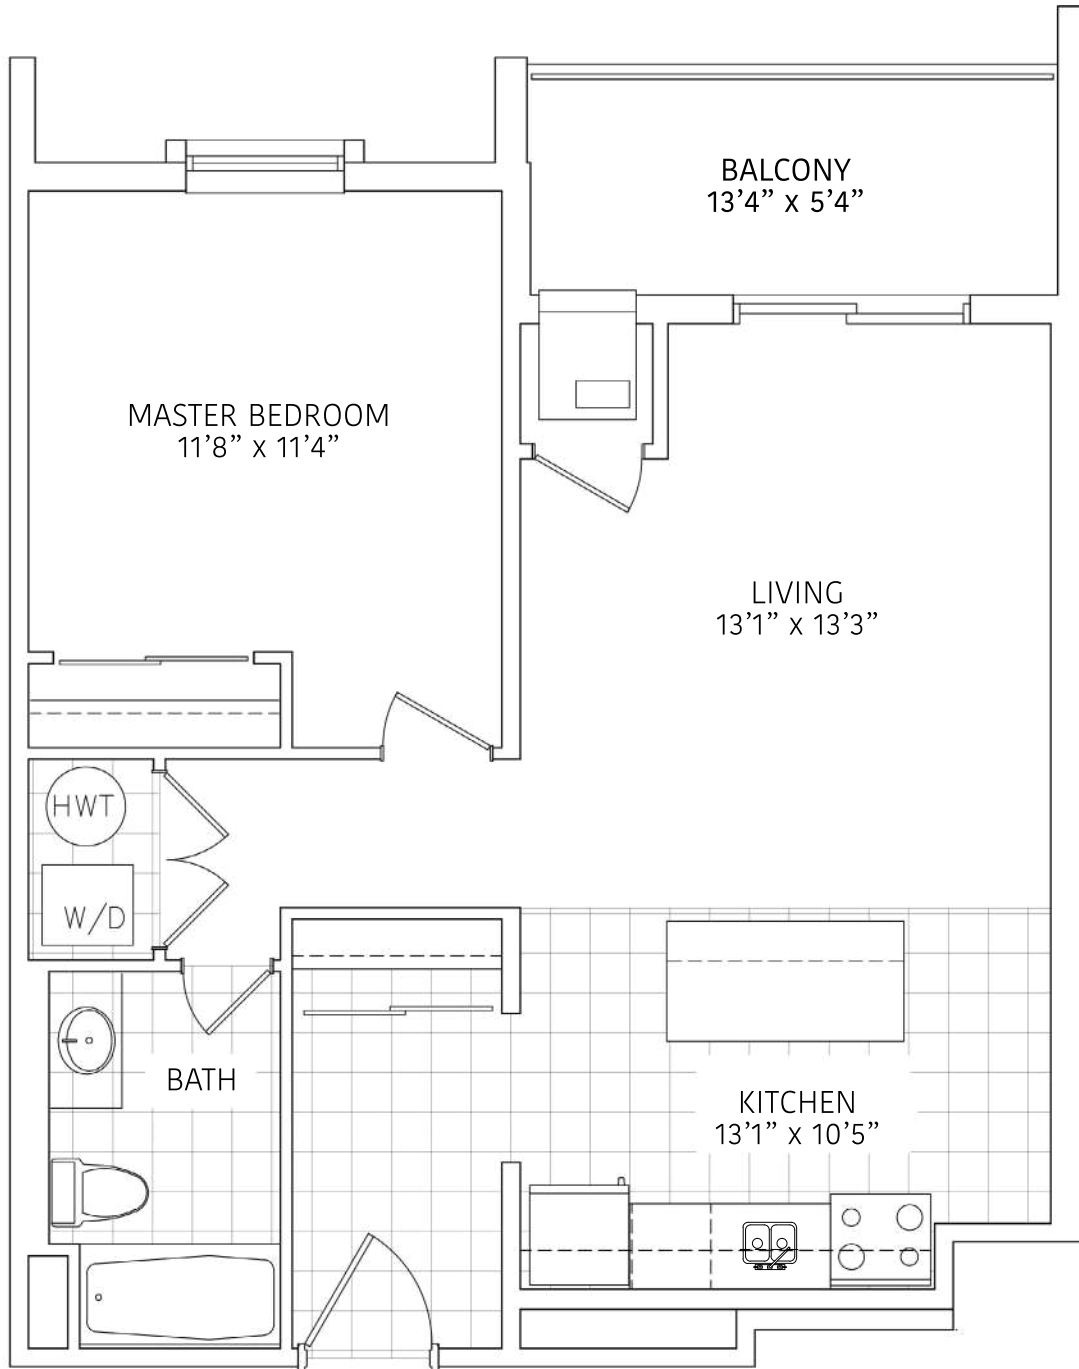 BALCONY
13’4” x 5’4”
MASTER BEDROOM
11’8” x 11’4”
LIVING
13’1” x 13’3”
HWT
W/D
BATH
KITCHEN
13’1” x 10’5”